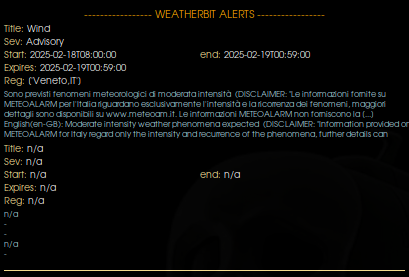 ----------------- WEATHERBIT ALERTS -----------------
Title: Wind
Sev: Advisory
Start: 2025-02-18T08:00:00 end: 2025-02-19T00:59:00
Expires: 2025-02-19T00:59:00
Reg: ['Veneto,IT']
Sono previsti fenomeni meteorologici di moderata intensità (DISCLAIMER: "Le informazioni fornite su
METEOALARM per l'Italia riguardano esclusivamente l'intensità e la ricorrenza dei fenomeni, maggiori
dettagli sono disponibili su www.meteoam.it. Le informazioni METEOALARM non forniscono la (...)
English(en-GB): Moderate intensity weather phenomena expected (DISCLAIMER: "Information provided on
METEOALARM for Italy regard only the intensity and recurrence of the phenomena, further details can
Title: n/a
Sev: n/a
Start: n/a end: n/a
Expires: n/a
Reg: n/a
n/a
-
-
n/a
-